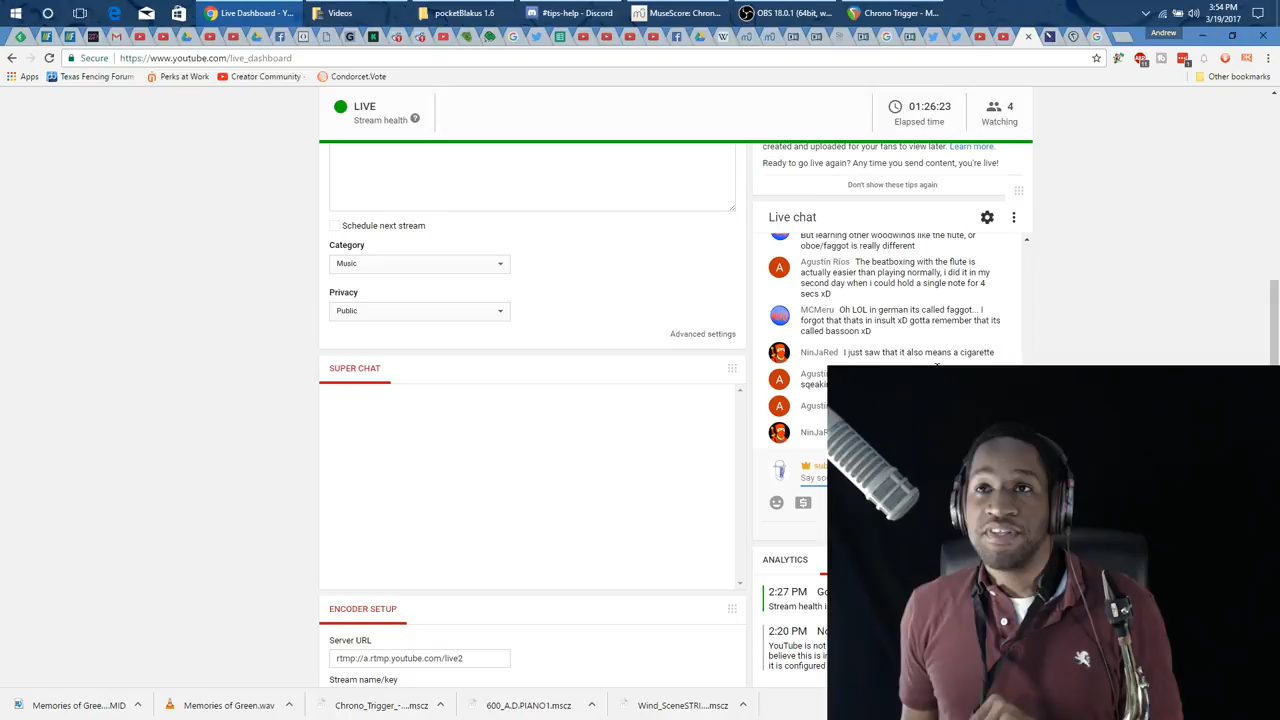 Live Dashboard - Y...
Videos
pocketBlakus 1.6
#tips-help - Discord
MuseScore: Chron...
OBS 18.0.1 (64bit, w...
Chrono Trigger - M...
3:54 PM
3/19/2017
Andrew
Secure
https://www.youtube.com/live_dashboard
Apps
Texas Fencing Forum
Perks at Work
Creator Community -
Condorcet.Vote
Other bookmarks
LIVE
Stream health
01:26:23
Elapsed time
4
Watching
created and uploaded for your fans to view later. Learn more.
Ready to go live again? Any time you send content, you're live!
Don't show these tips again
Schedule next stream
Category
Music
Privacy
Public
Advanced settings
SUPER CHAT
ENCODER SETUP
Server URL
rtmp://a.rtmp.youtube.com/live2
Stream name/key
Live chat
But learning other woodwinds like the flute, or
oboe/faggot is really different
Agustín Ríos The beatboxing with the flute is
actually easier than playing normally, i did it in my
second day when i could hold a single note for 4
secs xD
MCMeru Oh LOL in german its called faggot... I
forgot that thats in insult xD gotta remember that its
called bassoon xD
NinJaRed I just saw that it also means a cigarette
Agustín
sqeakin
Agustín
NinJaR
Say so
ANALYTICS
2:27 PM
Stream health i
2:20 PM
YouTube is not
believe this is i
it is configured
Memories of Gree....MID
Memories of Green.wav
Chrono_Trigger_-....mscz
600_A.D.PIANO1.mscz
Wind_SceneSTRI....mscz